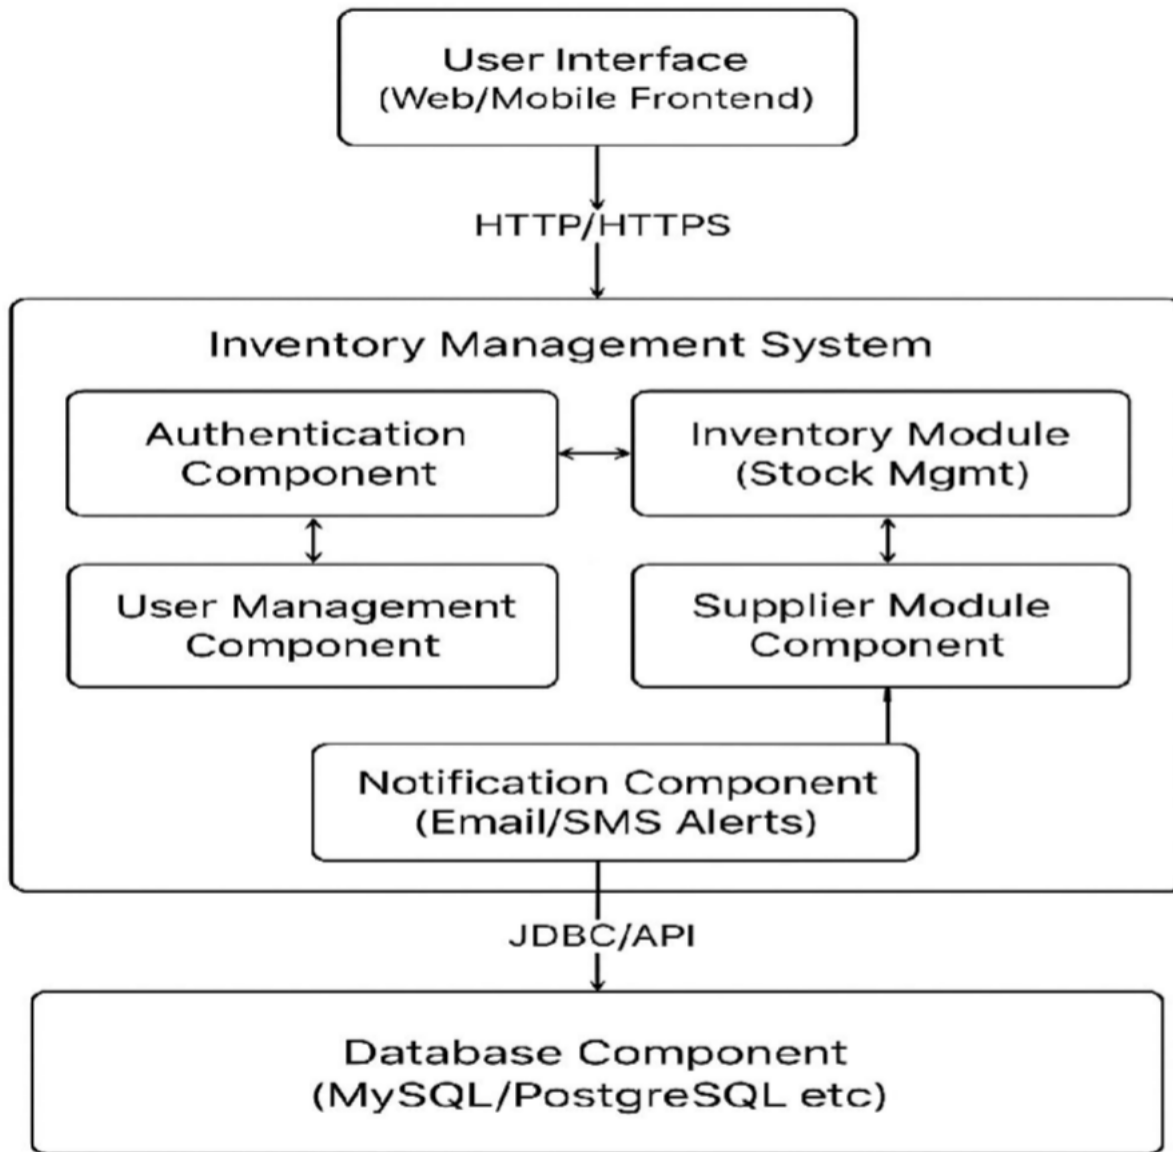 User Interface
(Web/Mobile Frontend)
HTTP/HTTPS
Inventory Management System
Authentication
Component
Inventory Module
(Stock Mgmt)
User Management
Component
Supplier Module
Component
Notification Component
(Email/SMS Alerts)
JDBC/API
Database Component
(MySQL/PostgreSQL etc)